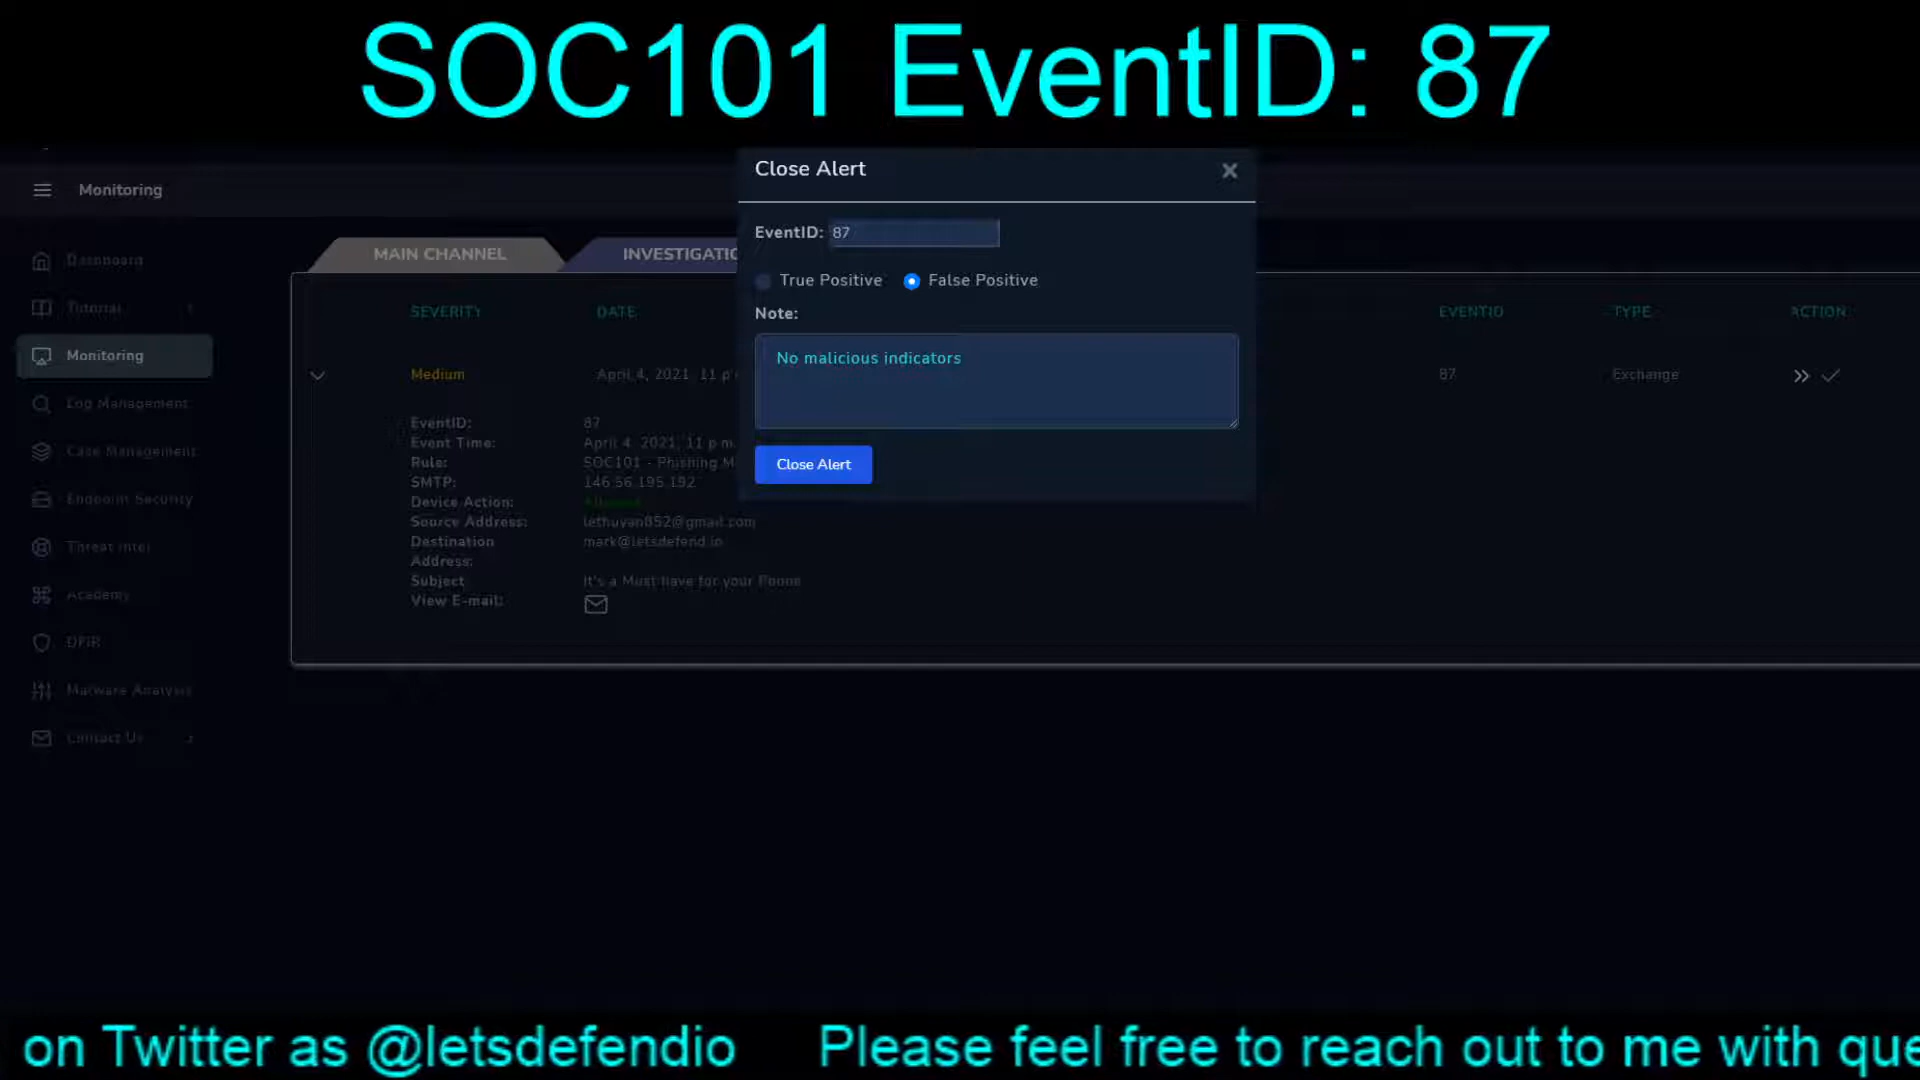 SOC101 EventID: 87
Close Alert
Monitoring
EventID: 87
Dashboard
MAIN CHANNEL
INVESTIGATIO
True Positive
False Positive
Tutorial
SEVERITY
DATE
Note:
EVENTID
TYPE
ACTION
Monitoring
No malicious indicators
Medium
April 4, 2021, 11 p
87
Exchange
Log Management
EventID: 87
Event Time: April 4, 2021, 11 p.m.
Case Management
Rule: SOC101 - Phishing M
Close Alert
SMTP: 146.56.195.192
Endpoint Security
Device Action: Allowed
Source Address: lethuyan852@gmail.com
Threat Intel
Destination Address: mark@letsdefend.io
Subject It's a Must have for your Phone
Academy
View E-mail:
DFIR
Malware Analysis
Contact Us
on Twitter as @letsdefendio
Please feel free to reach out to me with que